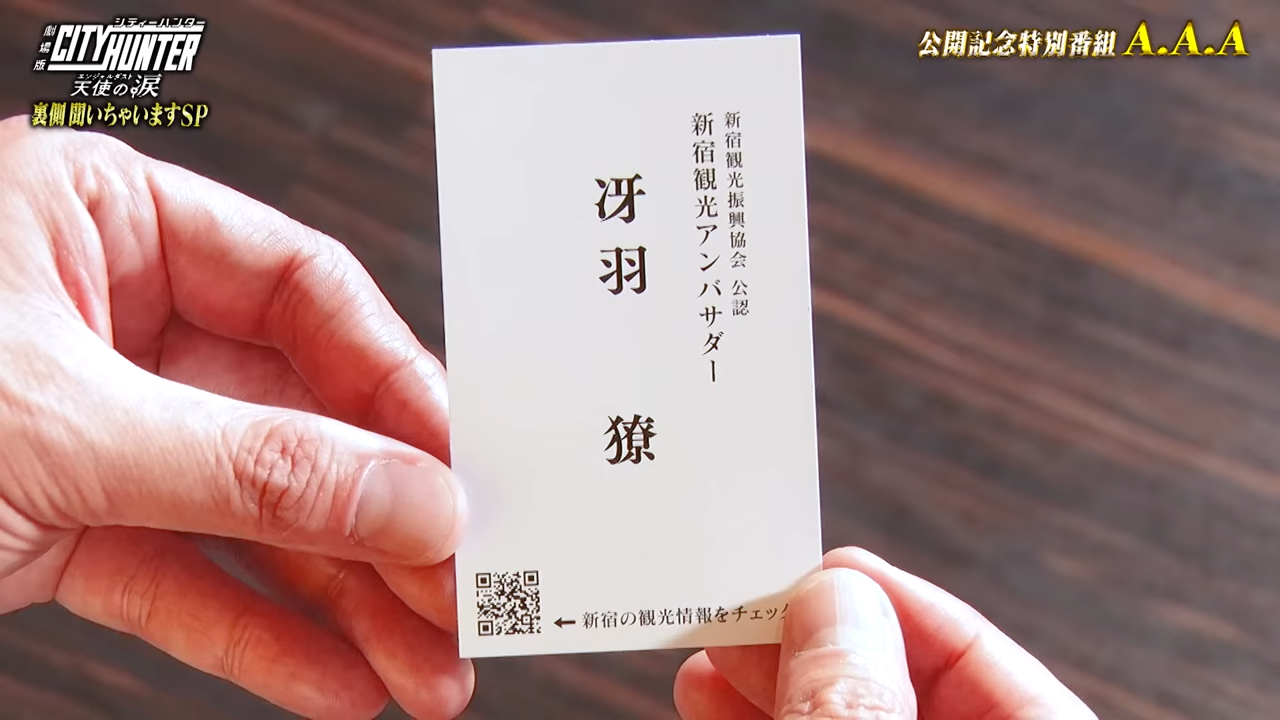 シティーハンター
劇場版
CITY HUNTER
エンジェルダスト
天使の涙
裏側 聞いちゃいますSP
公開記念特別番組 A.A.A
新宿観光振興協会 公認
新宿観光アンバサダー
冴羽 獠
←新宿の観光情報をチェック